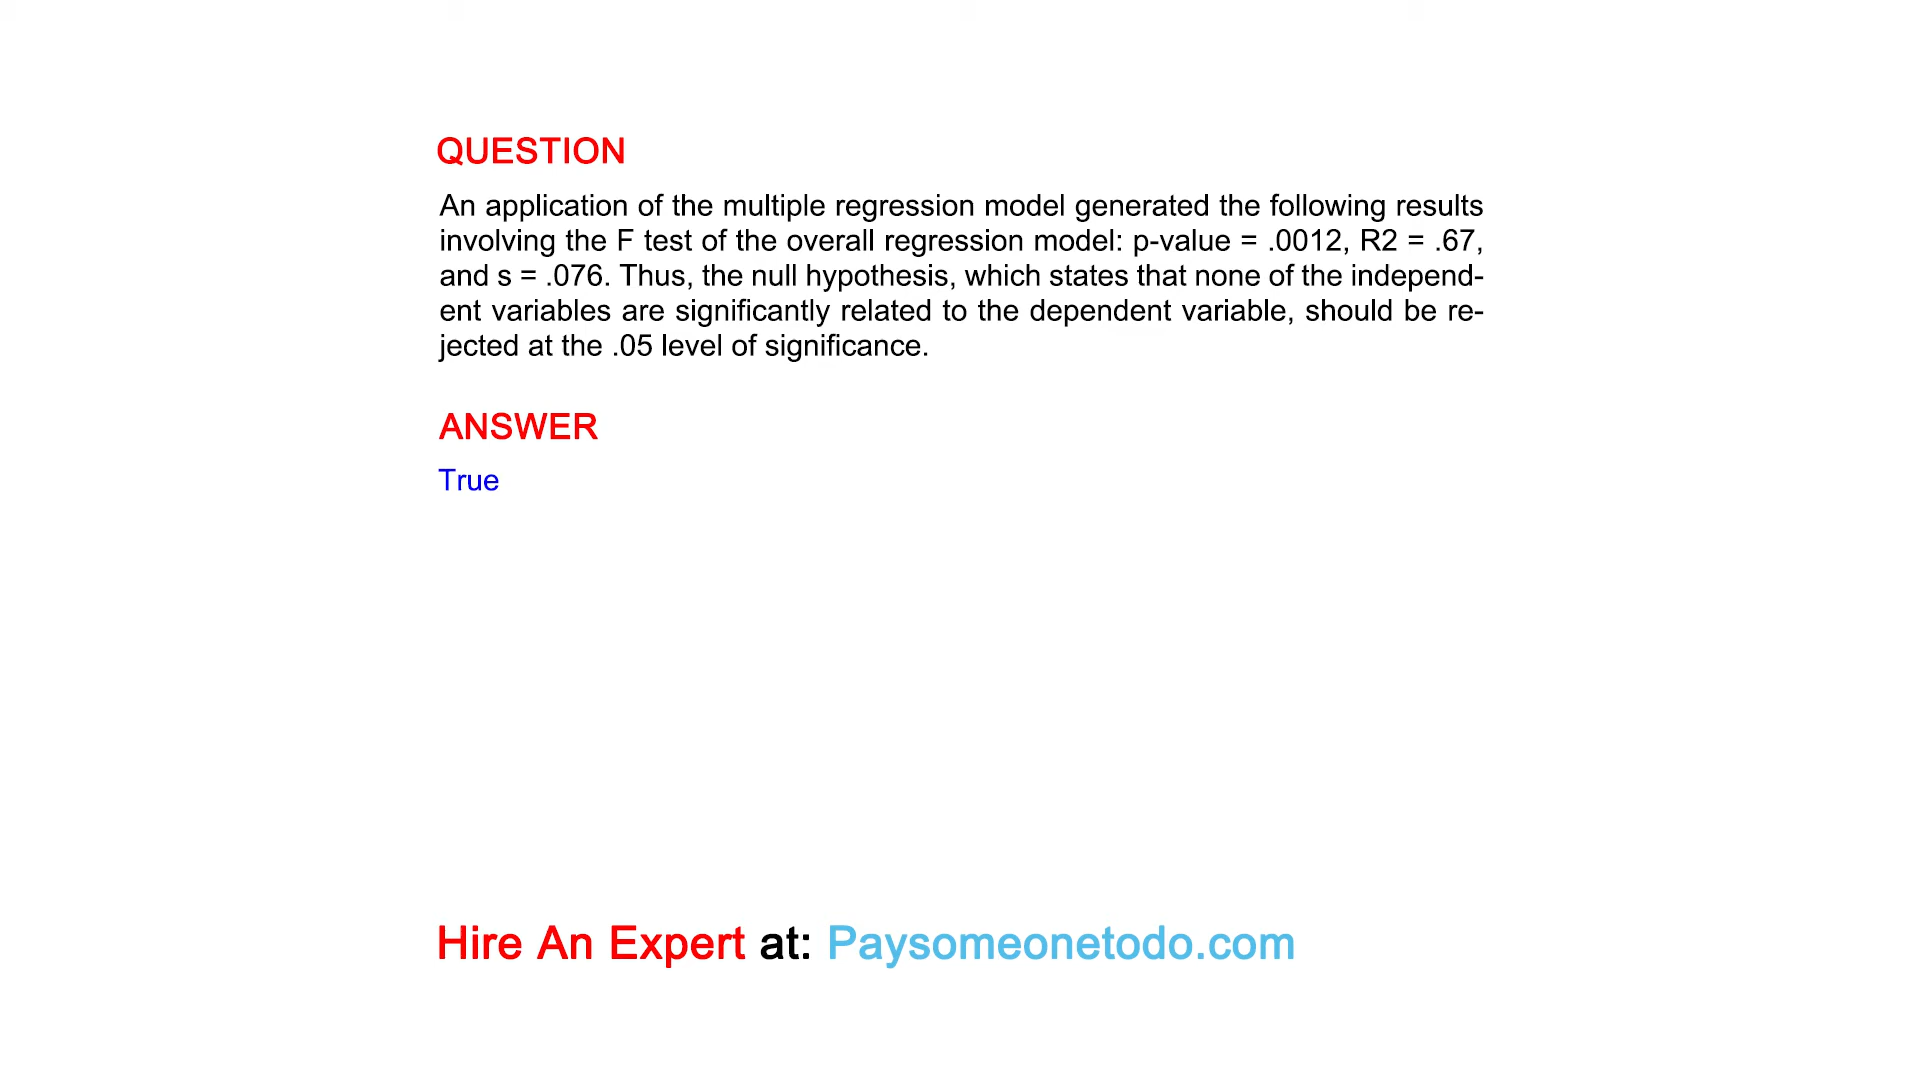 QUESTION
An application of the multiple regression model generated the following results
involving the F test of the overall regression model: p-value = .0012, R2 = .67,
and s = .076. Thus, the null hypothesis, which states that none of the independ-
ent variables are significantly related to the dependent variable, should be re-
jected at the .05 level of significance.
ANSWER
True
Hire An Expert at: Paysomeonetodo.com